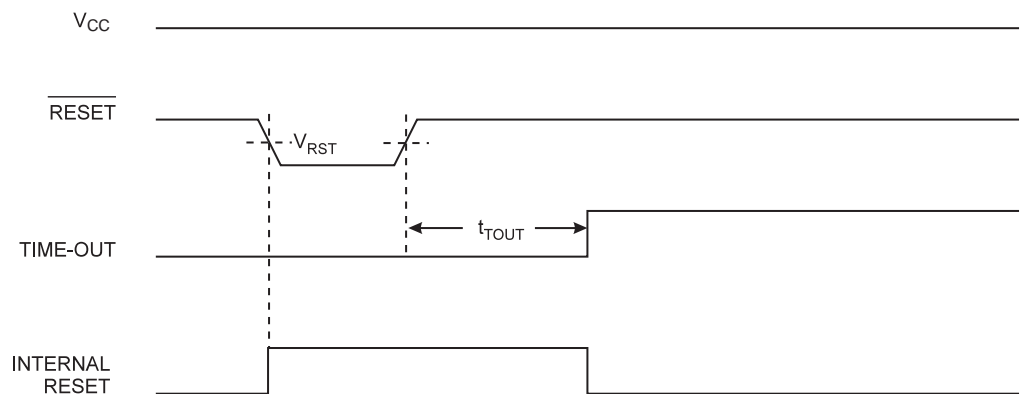 VCC
RESET
VRST
tTOUT
TIME-OUT
INTERNAL
RESET